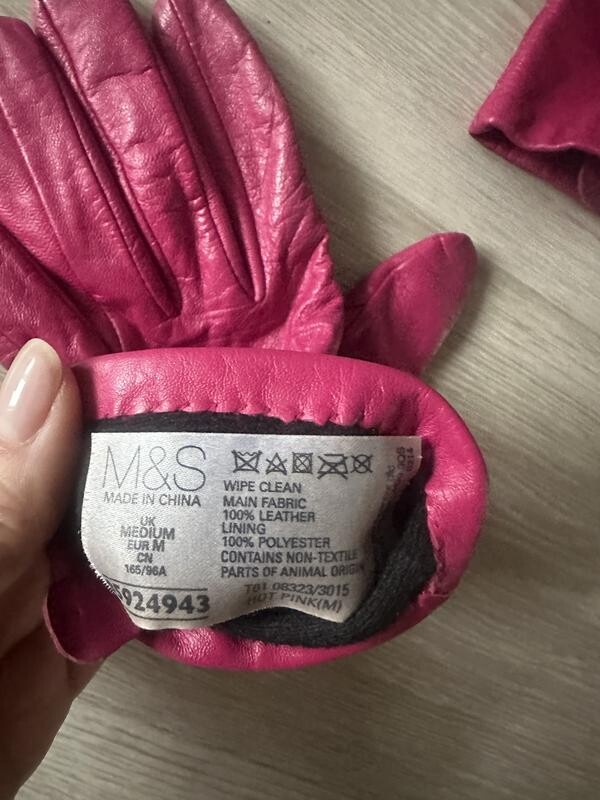 M&S
MADE IN CHINA
UK
MEDIUM
EUR M
CN
165/96A
5924943
WIPE CLEAN
MAIN FABRIC
100% LEATHER
LINING
100% POLYESTER
CONTAINS NON-TEXTILE
PARTS OF ANIMAL ORIGIN
T61 08323/3015
HOT PINK(M)